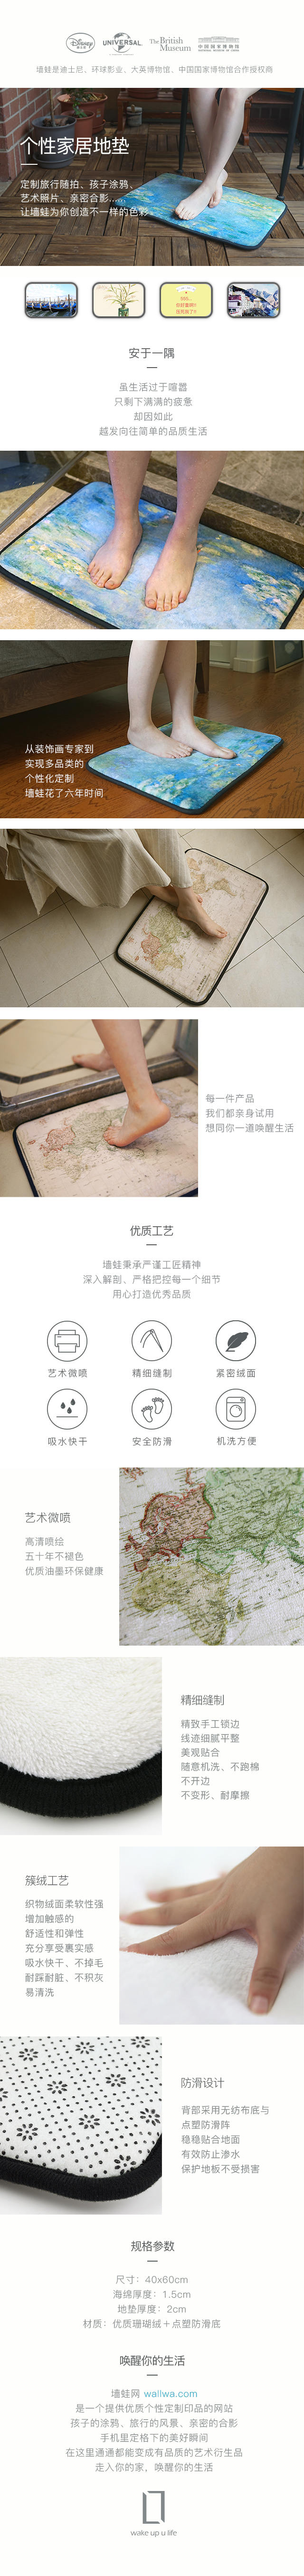 Disney
UNIVERSAL
The British
Museum
中国国家博物馆
墙蛙是迪士尼、环球影业、大英博物馆、中国国家博物馆合作授权商
个性家居地垫
定制旅行随拍、孩子涂鸦、
艺术照片、亲密合影......
让墙蛙为你创造不一样的色彩。
安于一隅
虽生活过于喧嚣
只剩下满满的疲惫
却因如此
越发向往简单的品质生活
从装饰画专家到
实现多品类的
个性化定制
墙蛙花了六年时间
每一件产品
我们都亲身试用
想同你一道唤醒生活
优质工艺
墙蛙秉承严谨工匠精神
深入解剖、严格把控每一个细节
用心打造优秀品质
艺术微喷
精细缝制
紧密绒面
吸水快干
安全防滑
机洗方便
艺术微喷
高清喷绘
五十年不褪色
优质油墨环保健康
精细缝制
精致手工锁边
线迹细腻平整
美观贴合
随意机洗、不跑棉
不开边
不变形、耐摩擦
簇绒工艺
织物绒面柔软性强
增加触感的
舒适性和弹性
充分享受裹实感
吸水快干、不掉毛
耐踩耐脏、不积灰
易清洗
防滑设计
背部采用无纺布底与
点塑防滑阵
稳稳贴合地面
有效防止渗水
保护地板不受损害
规格参数
尺寸：40x60cm
海绵厚度：1.5cm
地垫厚度：2cm
材质：优质珊瑚绒＋点塑防滑底
唤醒你的生活
墙蛙网 wallwa.com
是一个提供优质个性定制印品的网站
孩子的涂鸦、旅行的风景、亲密的合影
手机里定格下的美好瞬间
在这里通通都能变成有品质的艺术衍生品
走入你的家，唤醒你的生活
wake up u life